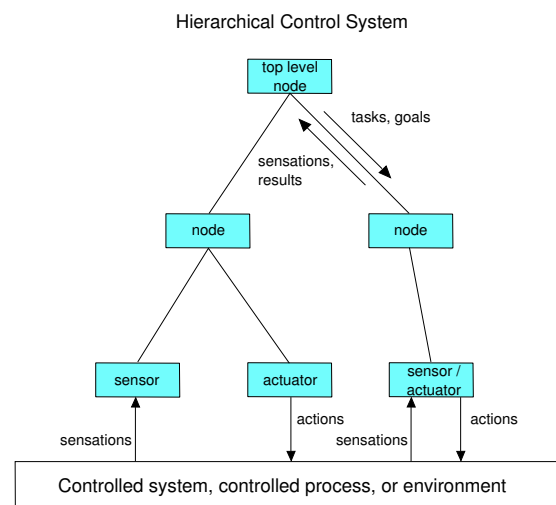 Hierarchical Control System
top level
node
tasks, goals
sensations,
results
node
node
sensor
actuator
sensor /
actuator
sensations
actions
sensations
actions
Controlled system, controlled process, or environment